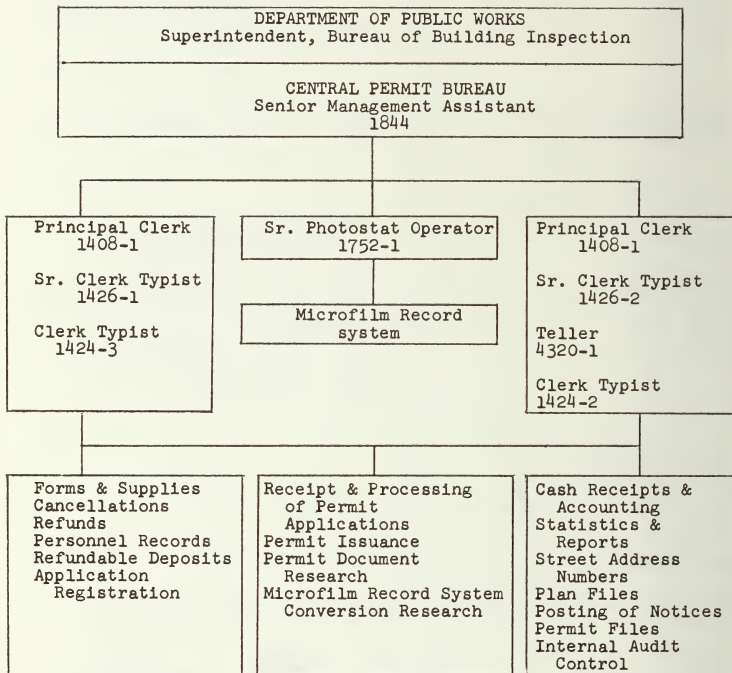 DEPARTMENT OF PUBLIC WORKS
Superintendent, Bureau of Building Inspection
CENTRAL PERMIT BUREAU
Senior Management Assistant
1844
Principal Clerk
1408-1
Sr. Clerk Typist
1426-1
Clerk Typist
1424-3
Sr. Photostat Operator
1752-1
Microfilm Record
system
Principal Clerk
1408-1
Sr. Clerk Typist
1426-2
Teller
4320-1
Clerk Typist
1424-2
Forms & Supplies
Cancellations
Refunds
Personnel Records
Refundable Deposits
Application
Registration
Receipt & Processing
of Permit
Applications
Permit Issuance
Permit Document
Research
Microfilm Record System
Conversion Research
Cash Receipts &
Accounting
Statistics &
Reports
Street Address
Numbers
Plan Files
Posting of Notices
Permit Files
Internal Audit
Control